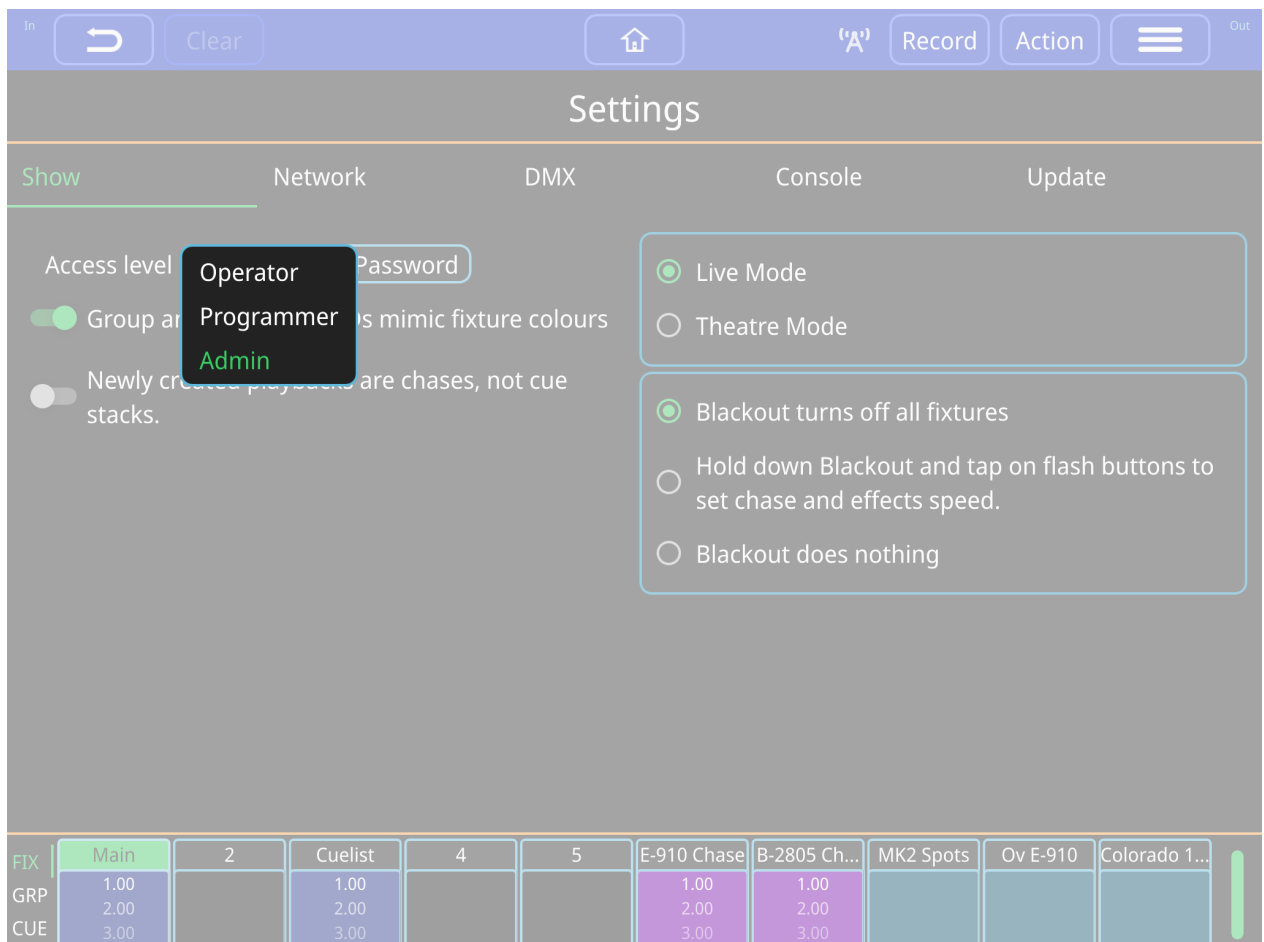 In
Clear
Record
Action
Out
Settings
Show
Network
DMX
Console
Update
Access level
Password
Operator
Programmer
Admin
Group
mimic fixture colours
Newly
are chases, not cue
stacks.
Live Mode
Theatre Mode
Blackout turns off all fixtures
Hold down Blackout and tap on flash buttons to
set chase and effects speed.
Blackout does nothing
FIX
GRP
CUE
Main
1.00
2.00
3.00
2
Cuelist
1.00
2.00
3.00
4
5
E-910 Chase
1.00
2.00
3.00
B-2805 Ch...
1.00
2.00
3.00
MK2 Spots
Ov E-910
Colorado 1...